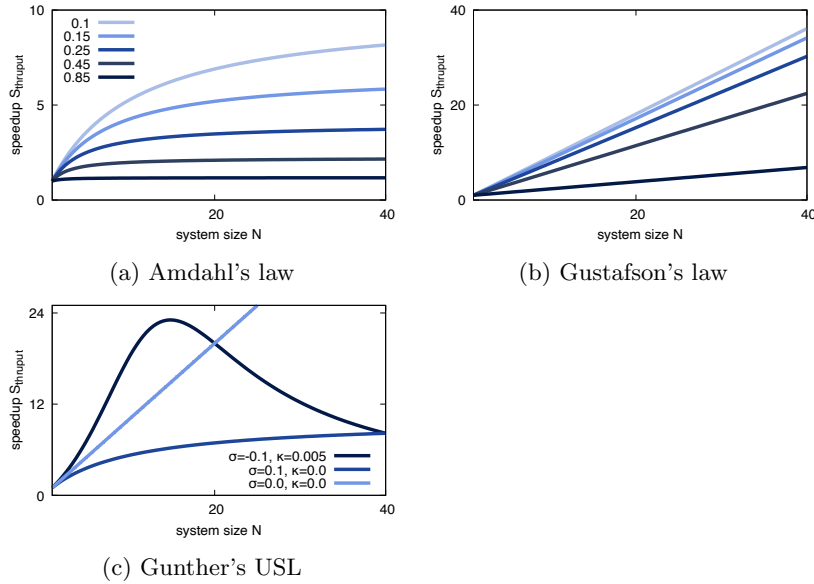 10
5
0
speedup S_thruput
0.1
0.15
0.25
0.45
0.85
20
40
system size N
(a) Amdahl's law
40
20
0
speedup S_thruput
20
40
system size N
(b) Gustafson's law
24
12
0
speedup S_thruput
σ=-0.1, κ=0.005
σ=0.1, κ=0.0
σ=0.0, κ=0.0
20
40
system size N
(c) Gunther's USL